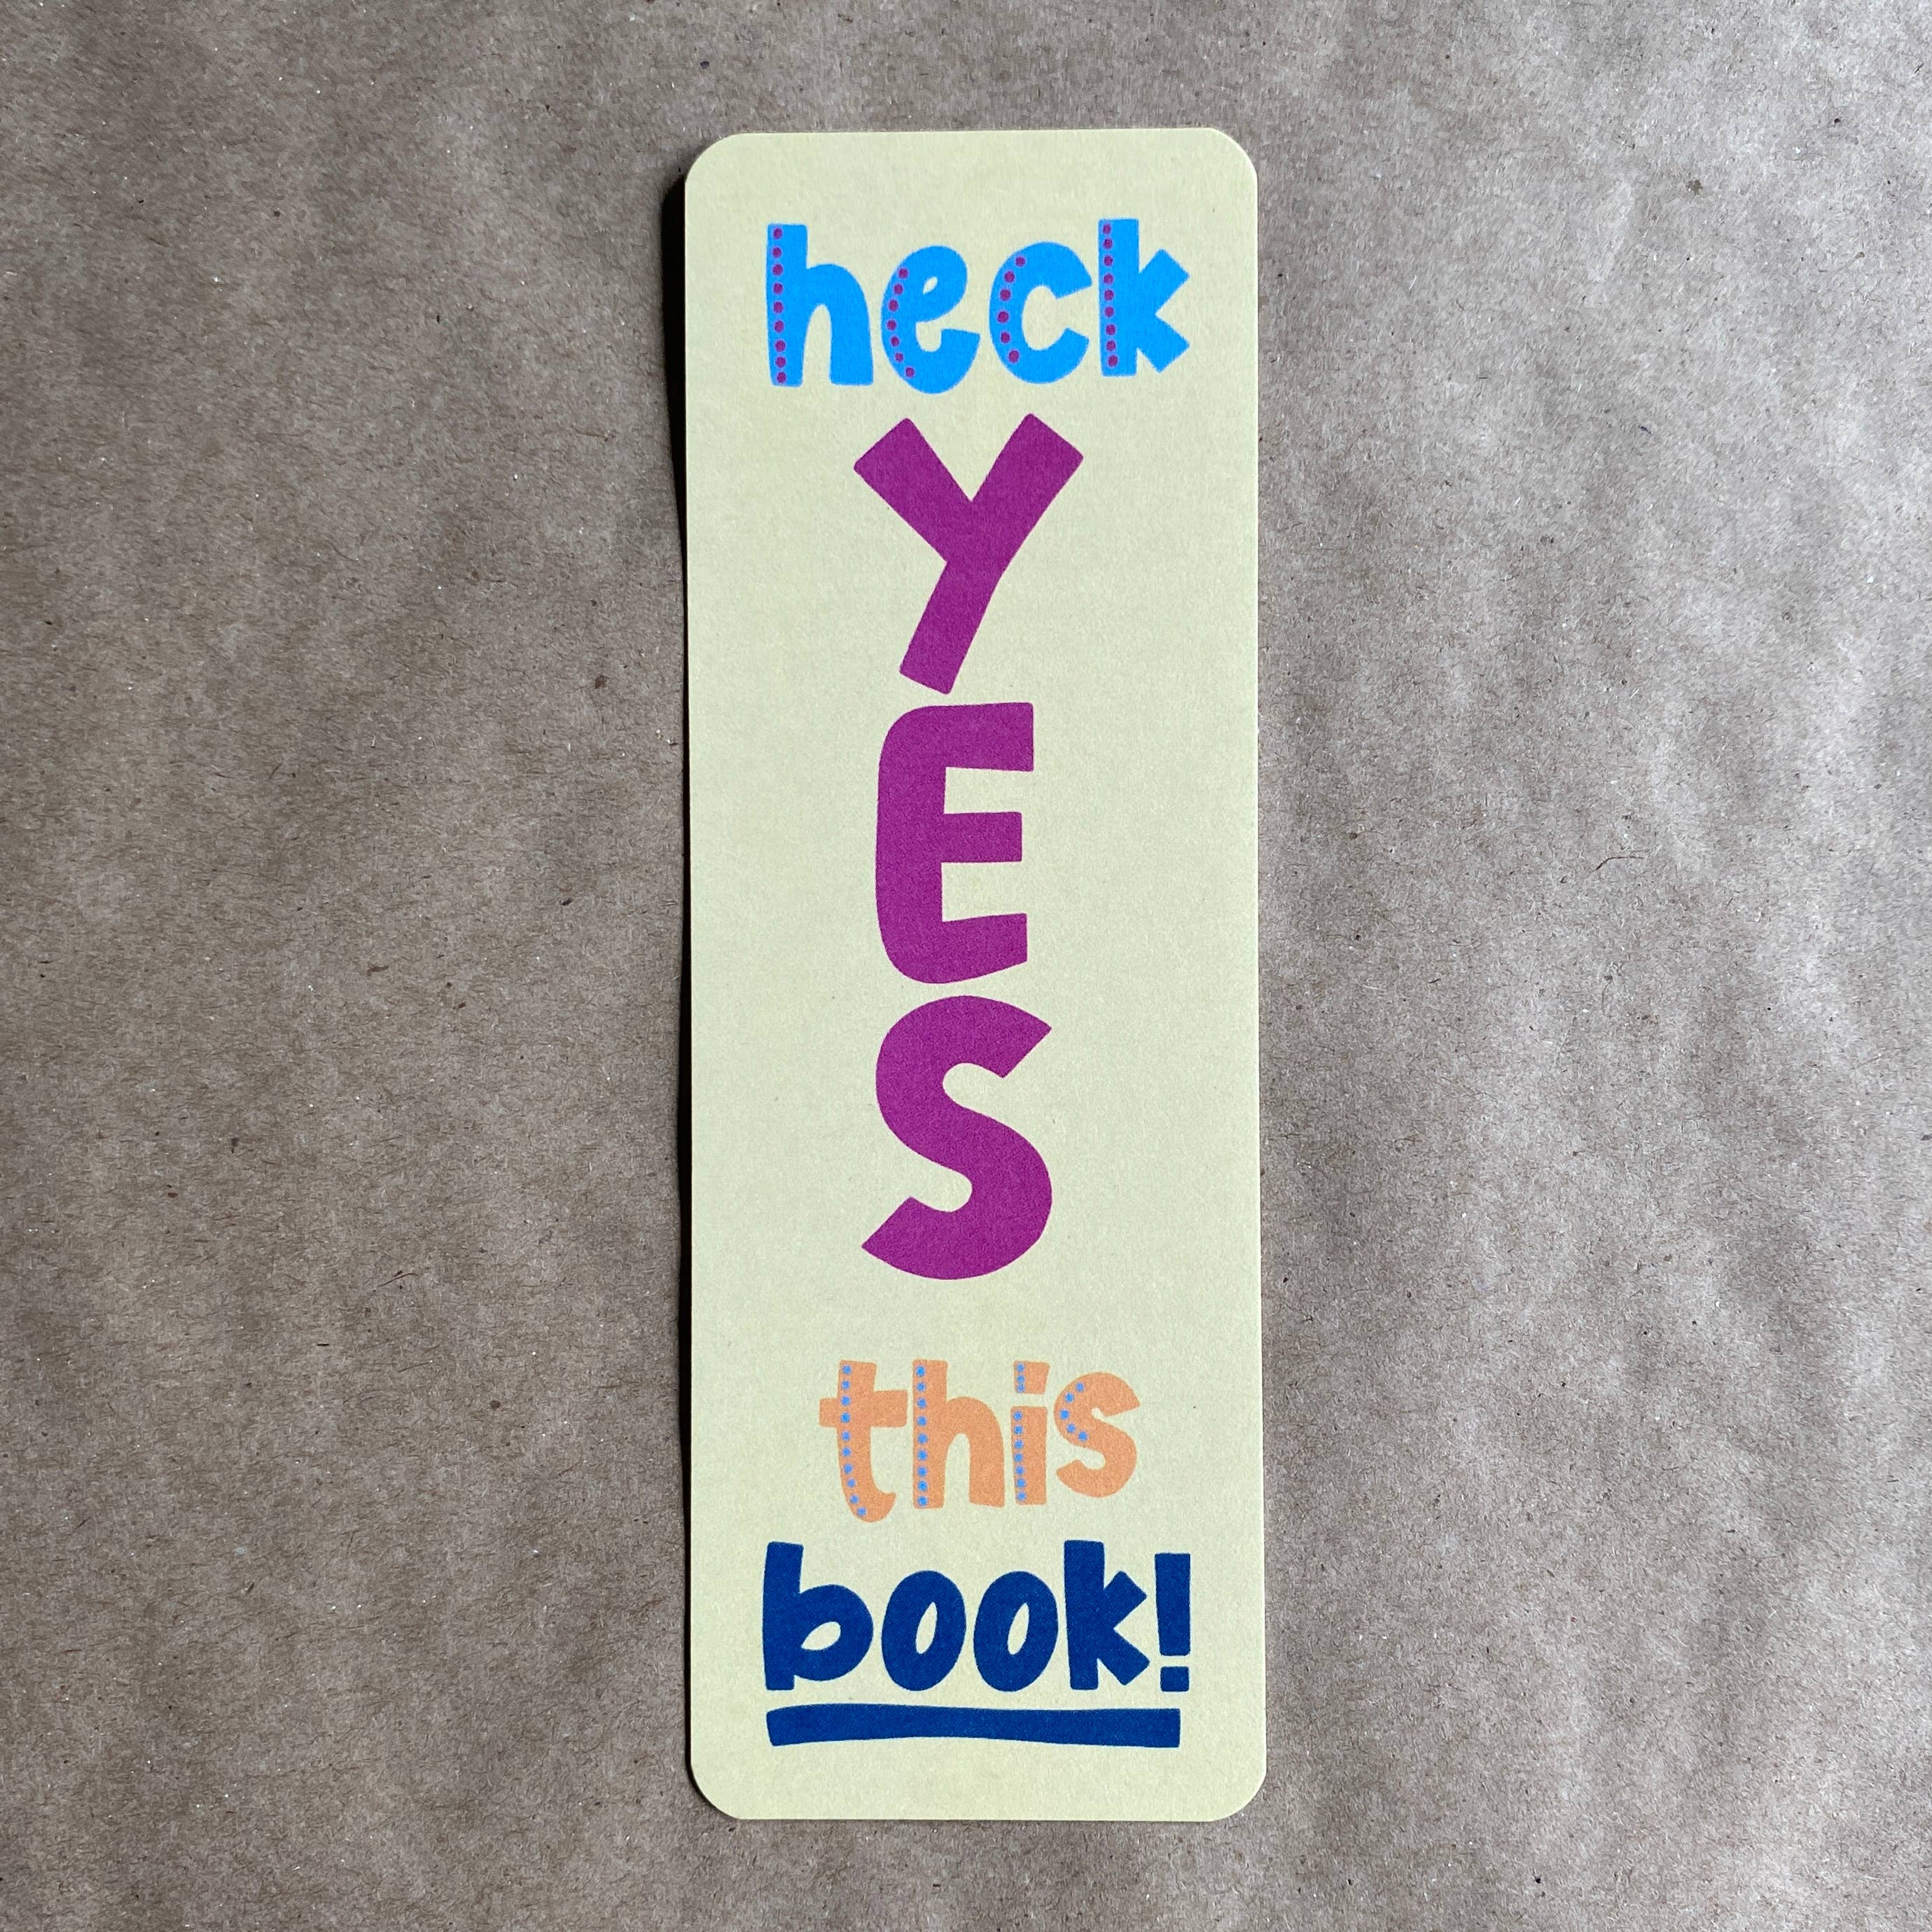 heck
YES
this
book!